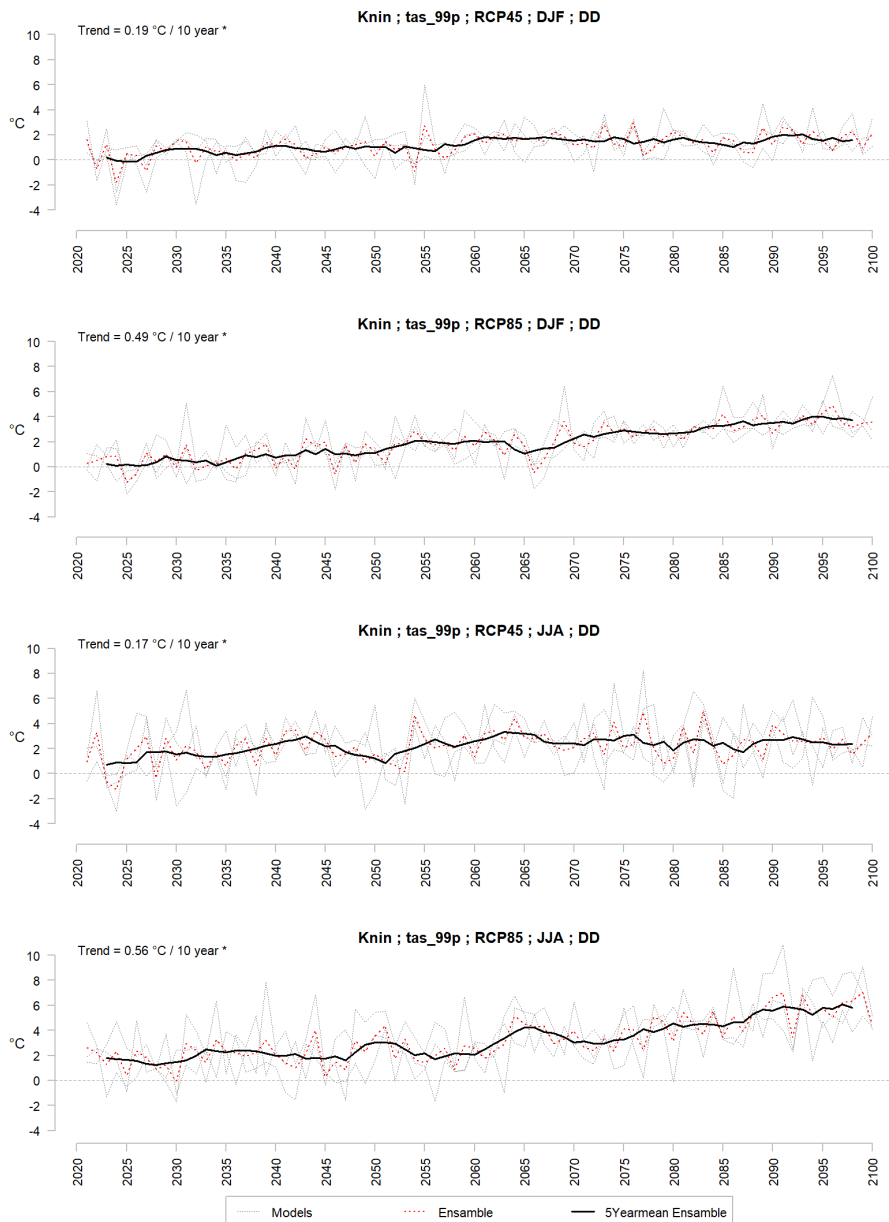 Knin ; tas_99p ; RCP45 ; DJF ; DD
Trend = 0.19 °C / 10 year *
10
8
6
4
2
0
-2
-4
°C
2020 2025 2030 2035 2040 2045 2050 2055 2060 2065 2070 2075 2080 2085 2090 2095 2100
Knin ; tas_99p ; RCP85 ; DJF ; DD
Trend = 0.49 °C / 10 year *
10
8
6
4
2
0
-2
-4
°C
2020 2025 2030 2035 2040 2045 2050 2055 2060 2065 2070 2075 2080 2085 2090 2095 2100
Knin ; tas_99p ; RCP45 ; JJA ; DD
Trend = 0.17 °C / 10 year *
10
8
6
4
2
0
-2
-4
°C
2020 2025 2030 2035 2040 2045 2050 2055 2060 2065 2070 2075 2080 2085 2090 2095 2100
Knin ; tas_99p ; RCP85 ; JJA ; DD
Trend = 0.56 °C / 10 year *
10
8
6
4
2
0
-2
-4
°C
2020 2025 2030 2035 2040 2045 2050 2055 2060 2065 2070 2075 2080 2085 2090 2095 2100
Models Ensamble 5Yearmean Ensamble